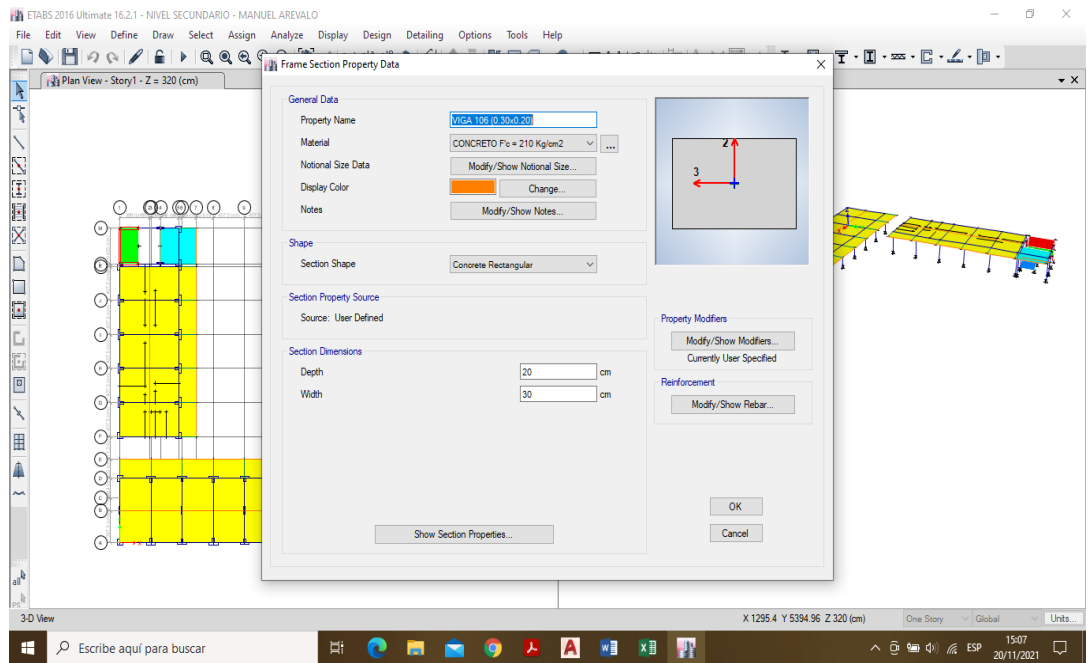 ETABS 2016 Ultimate 16.2.1 - NIVEL SECUNDARIO - MANUEL AREVALO
File Edit View Define Draw Select Assign Analyze Display Design Detailing Options Tools Help
Plan View - Story1 - Z = 320 (cm)
Frame Section Property Data
General Data
Property Name VIGA 106 (0.30x0.20)
Material CONCRETO F'c = 210 Kg/cm2 ...
Notional Size Data Modify/Show Notional Size...
Display Color Change...
Notes Modify/Show Notes...
Shape
Section Shape Concrete Rectangular
Section Property Source
Source: User Defined
Section Dimensions
Depth 20 cm
Width 30 cm
Show Section Properties...
2
3
Property Modifiers
Modify/Show Modifiers...
Currently User Specified
Reinforcement
Modify/Show Rebar...
OK
Cancel
3-D View
X 1295.4 Y 5394.96 Z 320 (cm)
One Story Global Units...
Escribe aquí para buscar
ESP
15:07
20/11/2021